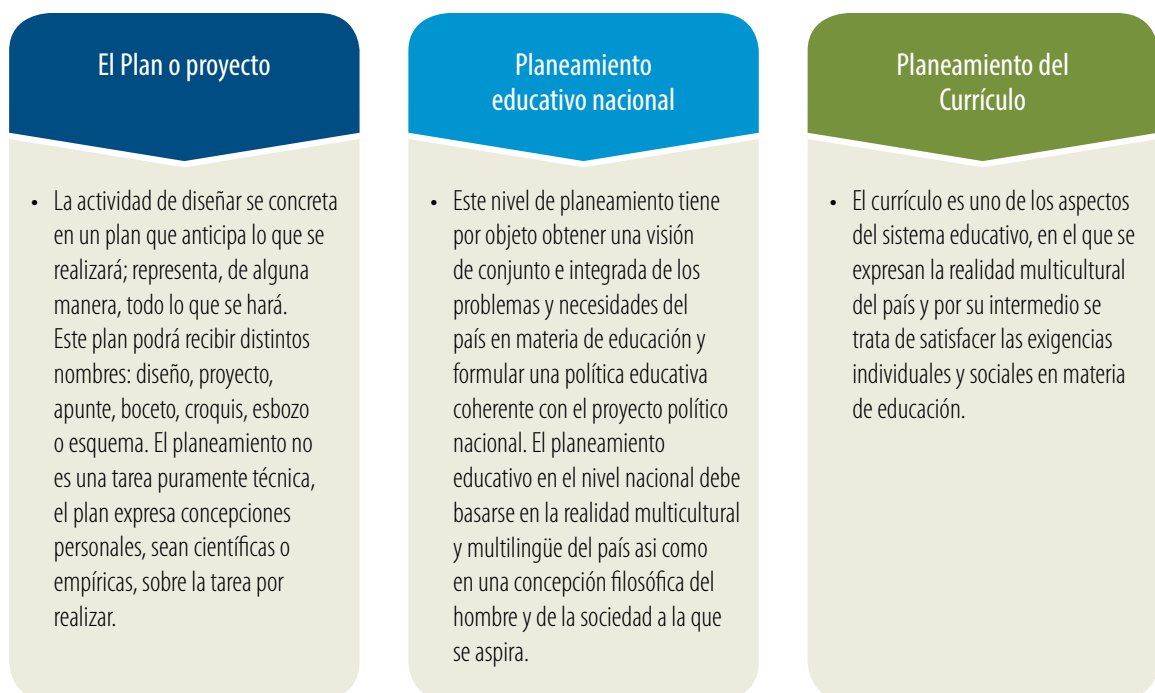 El Plan o proyecto
• La actividad de diseñar se concreta
en un plan que anticipa lo que se
realizará; representa, de alguna
manera, todo lo que se hará.
Este plan podrá recibir distintos
nombres: diseño, proyecto,
apunte, boceto, croquis, esbozo
o esquema. El planeamiento no
es una tarea puramente técnica,
el plan expresa concepciones
personales, sean científicas o
empíricas, sobre la tarea por
realizar.
Planeamiento
educativo nacional
• Este nivel de planeamiento tiene
por objeto obtener una visión
de conjunto e integrada de los
problemas y necesidades del
país en materia de educación y
formular una política educativa
coherente con el proyecto político
nacional. El planeamiento
educativo en el nivel nacional debe
basarse en la realidad multicultural
y multilingüe del país asi como
en una concepción filosófica del
hombre y de la sociedad a la que
se aspira.
Planeamiento del
Currículo
• El currículo es uno de los aspectos
del sistema educativo, en el que se
expresan la realidad multicultural
del país y por su intermedio se
trata de satisfacer las exigencias
individuales y sociales en materia
de educación.